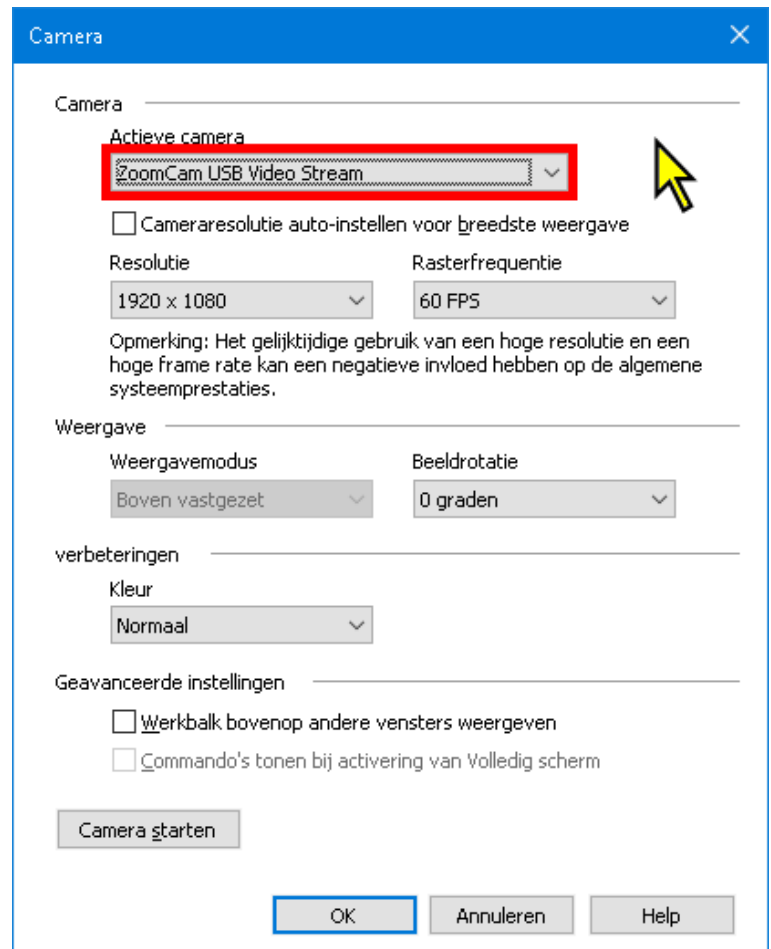 Camera
Camera
Actieve camera
ZoomCam USB Video Stream
Cameraresolutie auto-instellen voor breedste weergave
Resolutie Rasterfrequentie
1920 x 1080 60 FPS
Opmerking: Het gelijktijdige gebruik van een hoge resolutie en een
hoge frame rate kan een negatieve invloed hebben op de algemene
systeemprestaties.
Weergave
Weergavemodus Beeldrotatie
Boven vastgezet 0 graden
verbeteringen
Kleur
Normaal
Geavanceerde instellingen
Werkbalk bovenop andere vensters weergeven
Commando's tonen bij activering van Volledig scherm
Camera starten
OK Annuleren Help